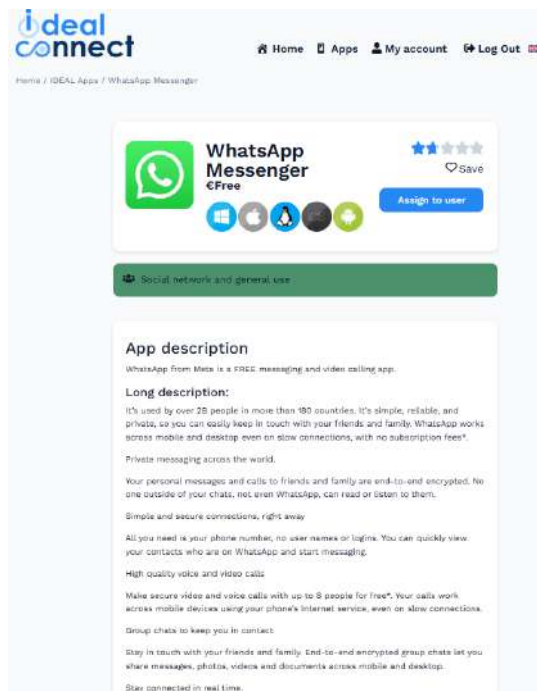 ideal
connect
Home Apps My account Log Out
Home / IDEAL Apps / WhatsApp Messenger
WhatsApp
Messenger
€Free
Save
Assign to user
Social network and general use
App description
WhatsApp from Meta is a FREE messaging and video calling app.
Long description:
It's used by over 2B people in more than 180 countries. It's simple, reliable, and
private, so you can easily keep in touch with your friends and family. WhatsApp works
across mobile and desktop even on slow connections, with no subscription fees*.
Private messaging across the world.
Your personal messages and calls to friends and family are end-to-end encrypted. No
one outside of your chats, not even WhatsApp, can read or listen to them.
Simple and secure connections, right away
All you need is your phone number, no user names or logins. You can quickly view
your contacts who are on WhatsApp and start messaging.
High quality voice and video calls
Make secure video and voice calls with up to 8 people for free*. Your calls work
across mobile devices using your phone's Internet service, even on slow connections.
Group chats to keep you in contact
Stay in touch with your friends and family. End-to-end encrypted group chats let you
share messages, photos, videos and documents across mobile and desktop.
Stay connected in real time.